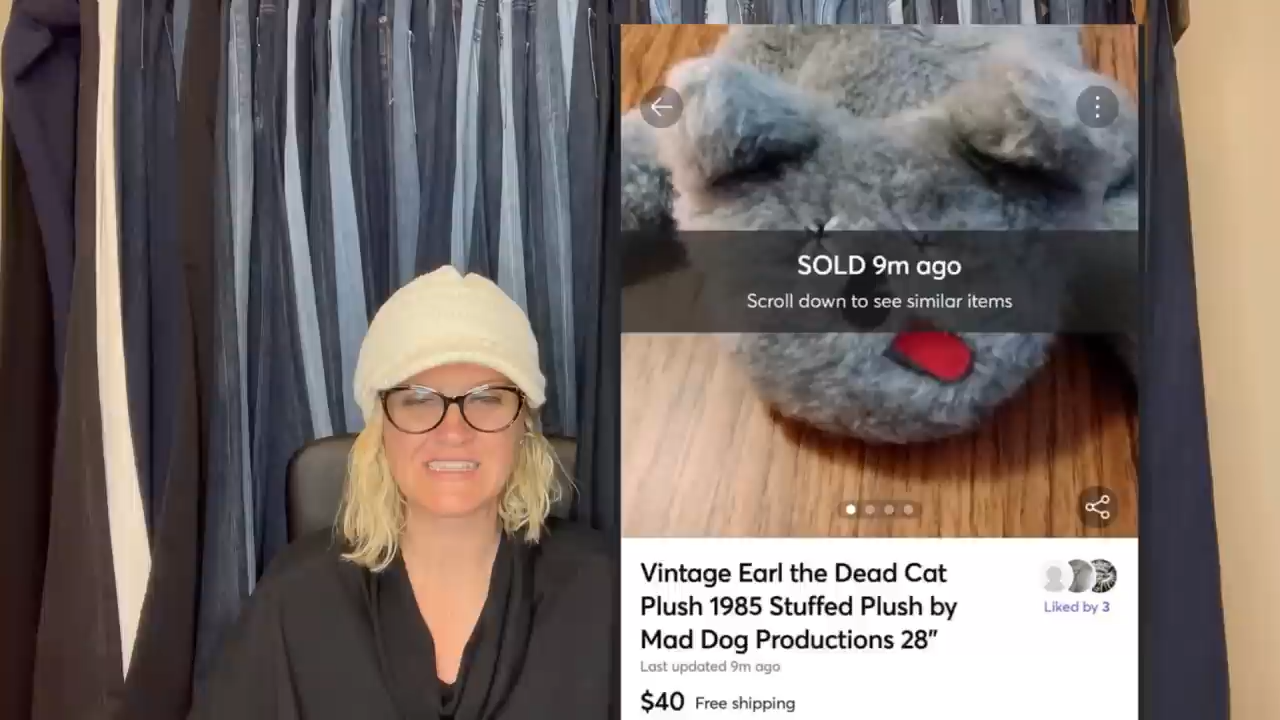 SOLD 9m ago
Scroll down to see similar items
Vintage Earl the Dead Cat
Plush 1985 Stuffed Plush by
Mad Dog Productions 28"
Liked by 3
Last updated 9m ago
$40 Free shipping